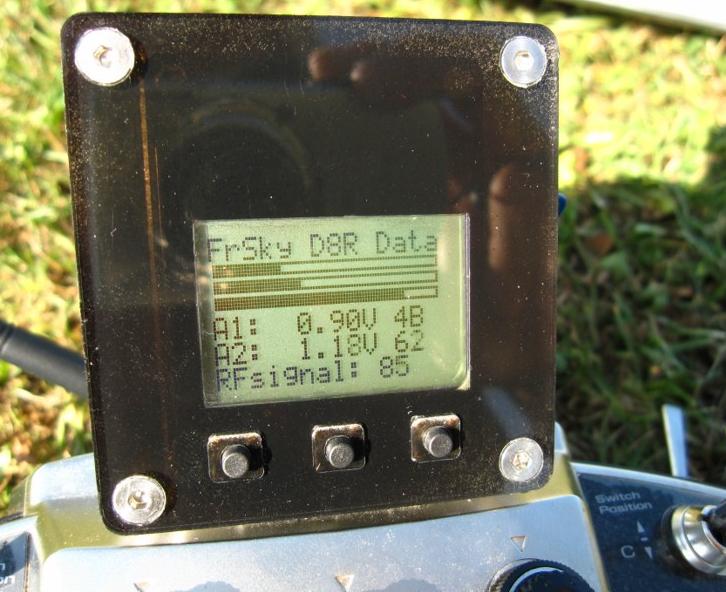 FrSky D8R Data
A1: 0.90V 4B
A2: 1.18V 62
RFsignal: 85
Switch
Position
C